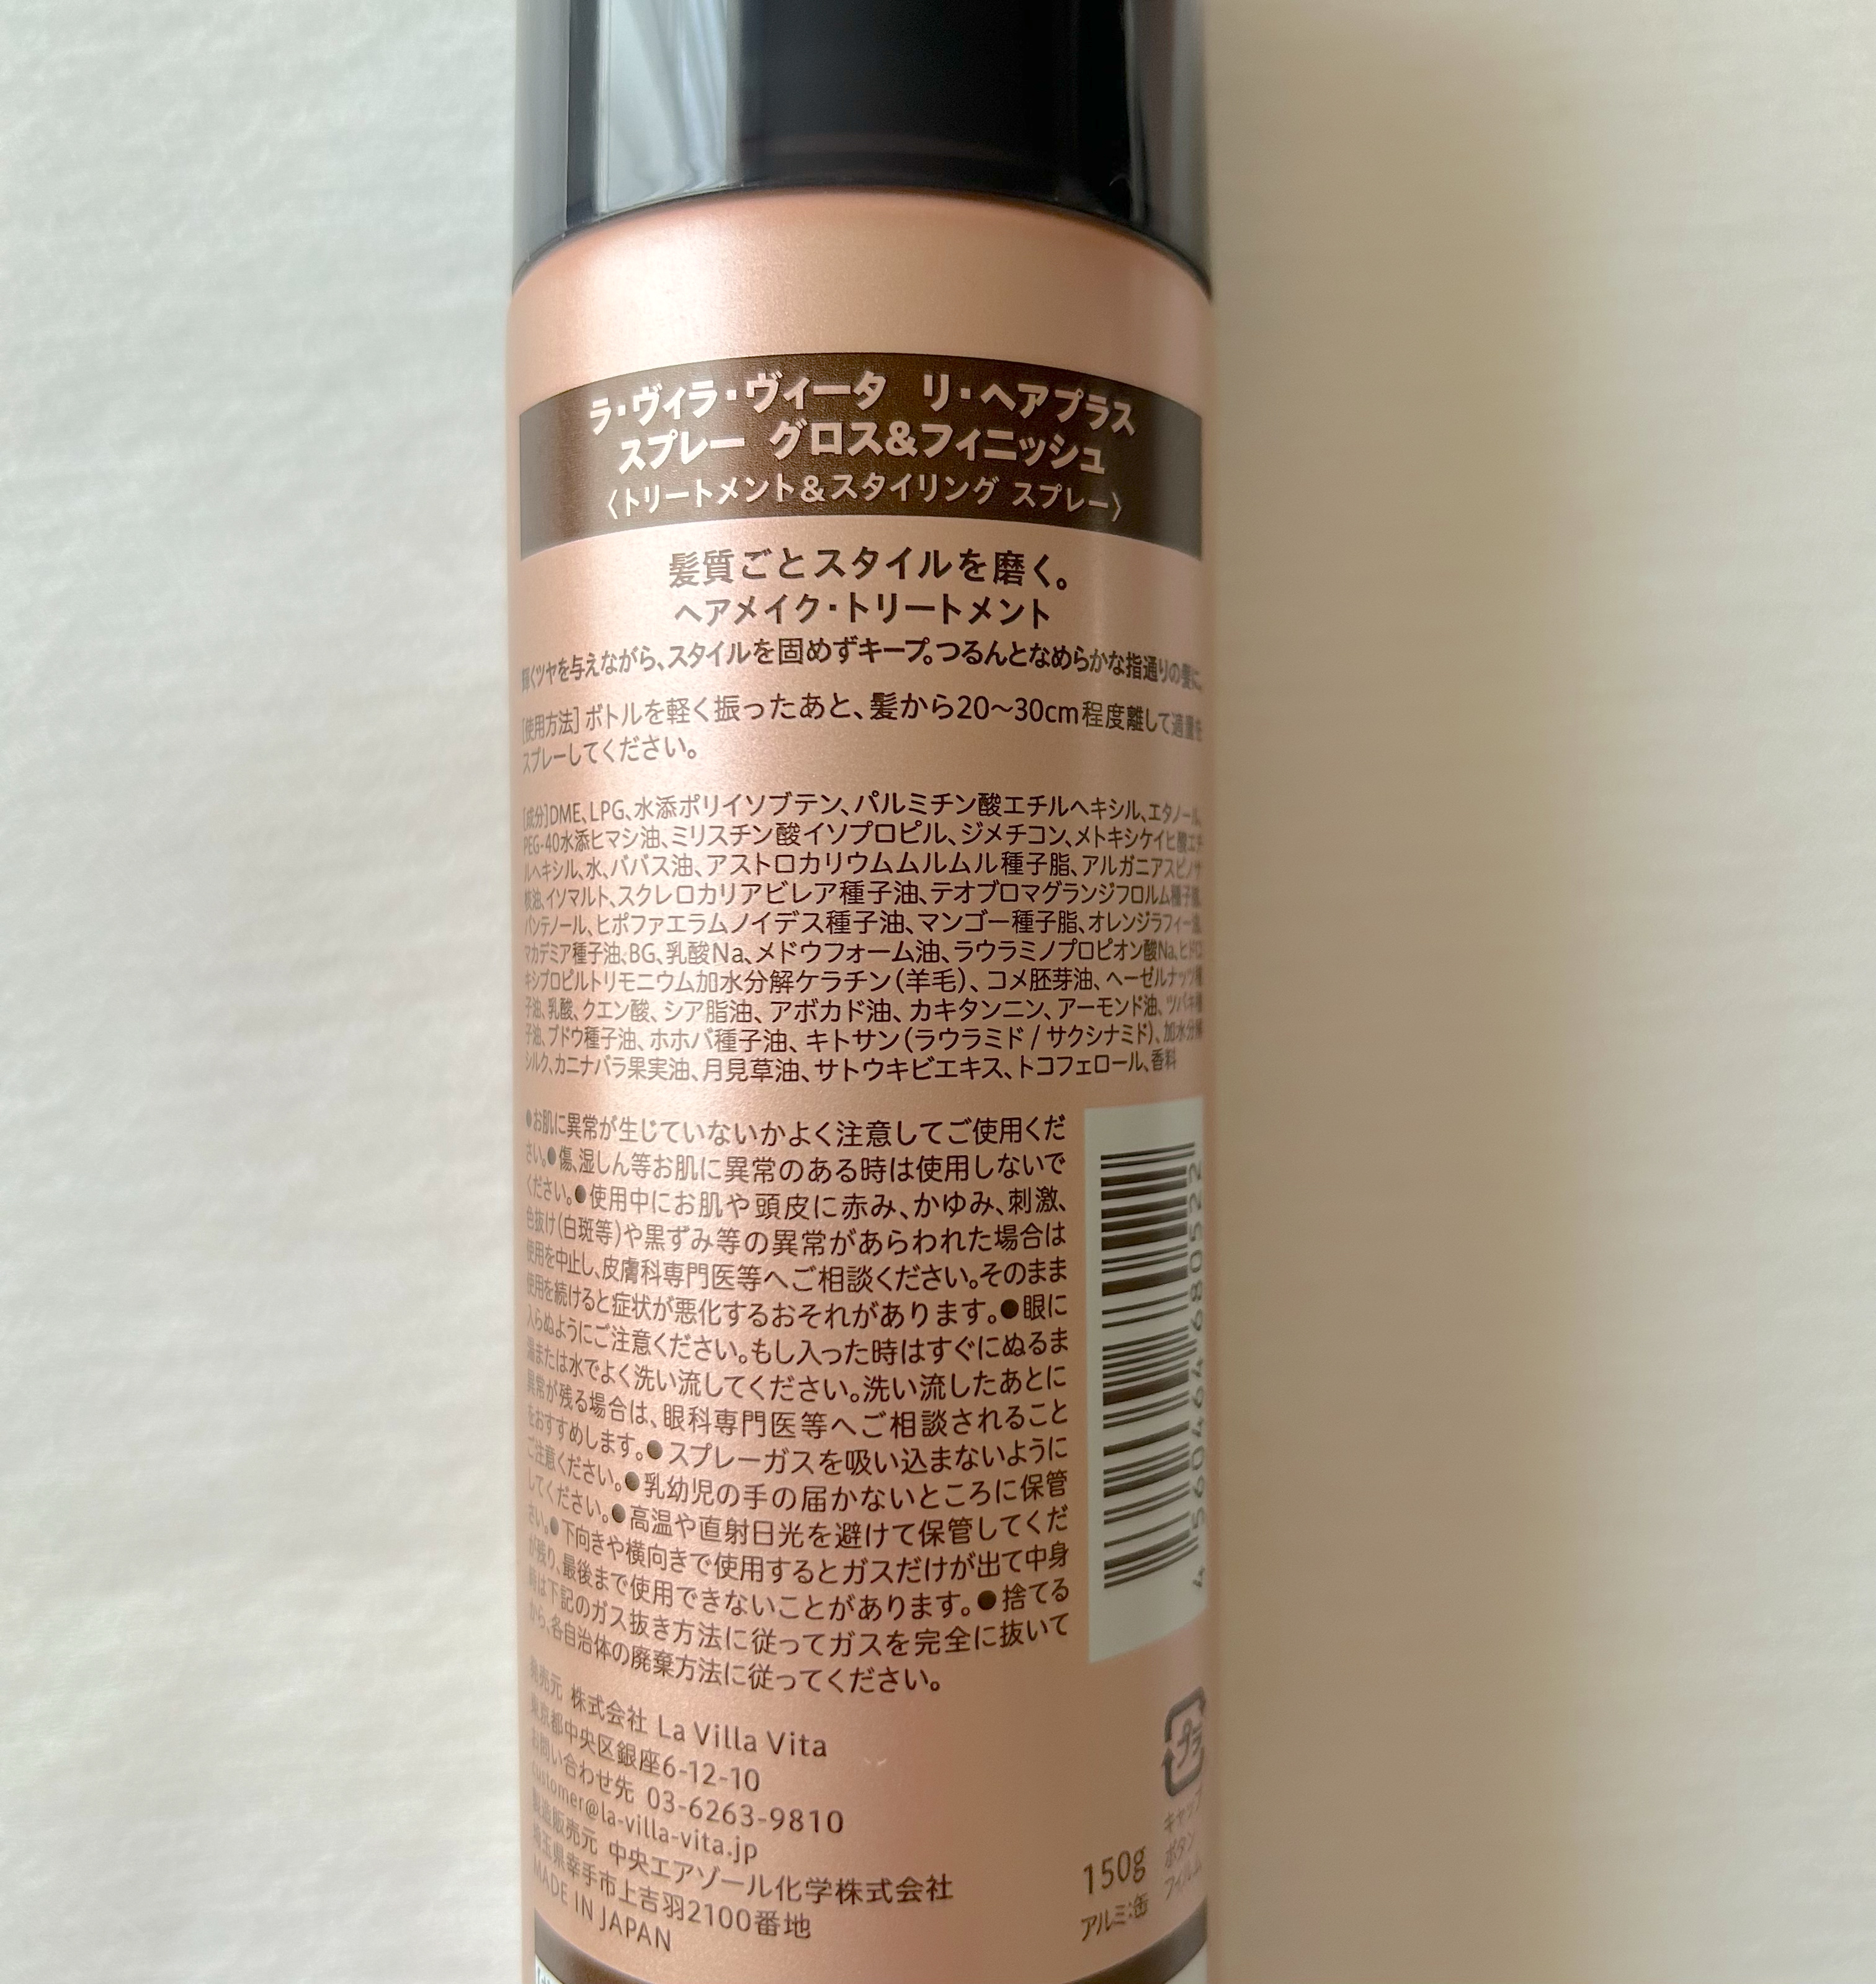 ラ・ヴィラ・ヴィータ リ・ヘアプラス
スプレー グロス&フィニッシュ
〈トリートメント&スタイリング スプレー〉
髪質ごとスタイルを磨く。
ヘアメイク・トリートメント
輝くツヤを与えながら、スタイルを固めずキープ。つるんとなめらかな指通りの髪に。
[使用方法] ボトルを軽く振ったあと、髪から20〜30cm程度離して適量を
スプレーしてください。
[成分]DME、LPG、水添ポリイソブテン、パルミチン酸エチルヘキシル、エタノール、
PEG-40水添ヒマシ油、ミリスチン酸イソプロピル、ジメチコン、メトキシケイヒ酸エチ
ルヘキシル、水、ババス油、アストロカリウムムルムル種子脂、アルガニアスピノサ
核油、イソマルト、スクレロカリアビレア種子油、テオブロマグランジフロルム種子脂、
パンテノール、ヒポファエラムノイデス種子油、マンゴー種子脂、オレンジラフィー油、
マカデミア種子油、BG、乳酸Na、メドウフォーム油、ラウラミノプロピオン酸Na、ヒドロ
キシプロピルトリモニウム加水分解ケラチン(羊毛)、コメ胚芽油、ヘーゼルナッツ種
子油、乳酸、クエン酸、シア脂油、アボカド油、カキタンニン、アーモンド油、ツバキ種
子油、ブドウ種子油、ホホバ種子油、キトサン(ラウラミド / サクシナミド)、加水分解
シルク、カニナバラ果実油、月見草油、サトウキビエキス、トコフェロール、香料
●お肌に異常が生じていないかよく注意してご使用くだ
さい。●傷、湿しん等お肌に異常のある時は使用しないで
ください。●使用中にお肌や頭皮に赤み、かゆみ、刺激、
色抜け(白斑等)や黒ずみ等の異常があらわれた場合は
使用を中止し、皮膚科専門医等へご相談ください。そのまま
使用を続けると症状が悪化するおそれがあります。●眼に
入らぬようにご注意ください。もし入った時はすぐにぬるま
湯または水でよく洗い流してください。洗い流したあとに
異常が残る場合は、眼科専門医等へご相談されること
をおすすめします。●スプレーガスを吸い込まないように
ご注意ください。●乳幼児の手の届かないところに保管
してください。●高温や直射日光を避けて保管してくだ
さい。●下向きや横向きで使用するとガスだけが出て中身
が残り、最後まで使用できないことがあります。●捨てる
時は下記のガス抜き方法に従ってガスを完全に抜いて
から、各自治体の廃棄方法に従ってください。
4560464680522
発売元 株式会社 La Villa Vita
東京都中央区銀座6-12-10
お問い合わせ先 03-6263-9810
customer@la-villa-vita.jp
製造販売元 中央エアゾール化学株式会社
埼玉県幸手市上吉羽2100番地
MADE IN JAPAN
150g
アルミ缶
プラ
キャップ
ボタン
フィルム